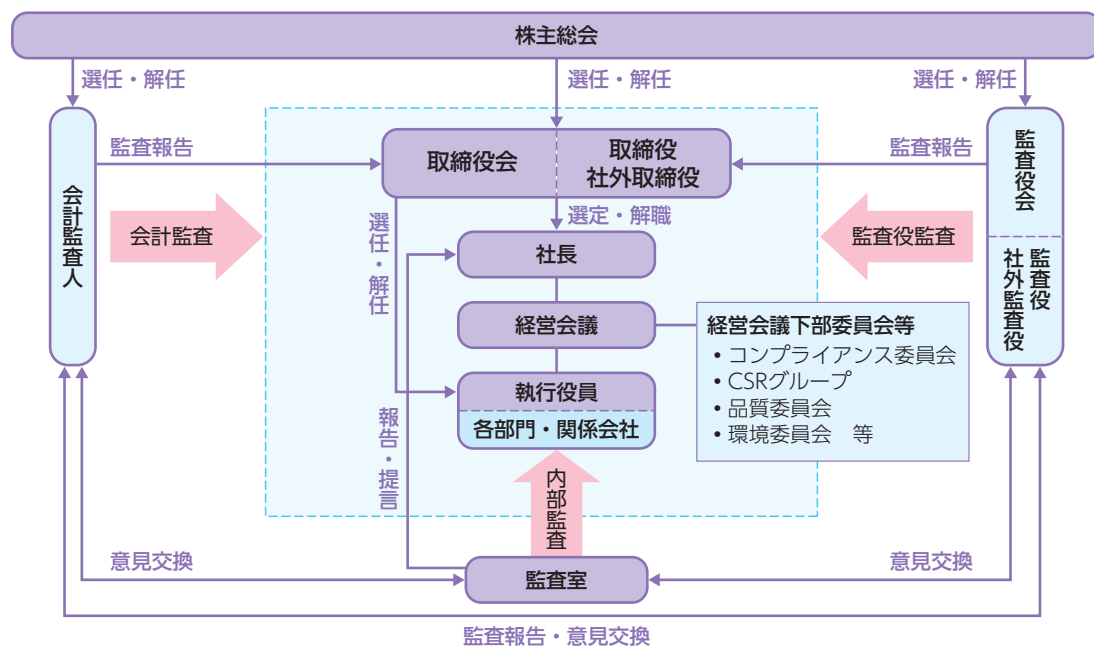 株主総会
選任・解任
選任・解任
選任・解任
会計監査人
監査報告
取締役会
取締役
社外取締役
監査報告
監査役会
監査役
社外監査役
会計監査
選任・解任
選定・解職
監査役監査
社長
経営会議
経営会議下部委員会等
• コンプライアンス委員会
• CSRグループ
• 品質委員会
• 環境委員会　等
執行役員
各部門・関係会社
報告・提言
内部監査
意見交換
監査室
意見交換
監査報告・意見交換